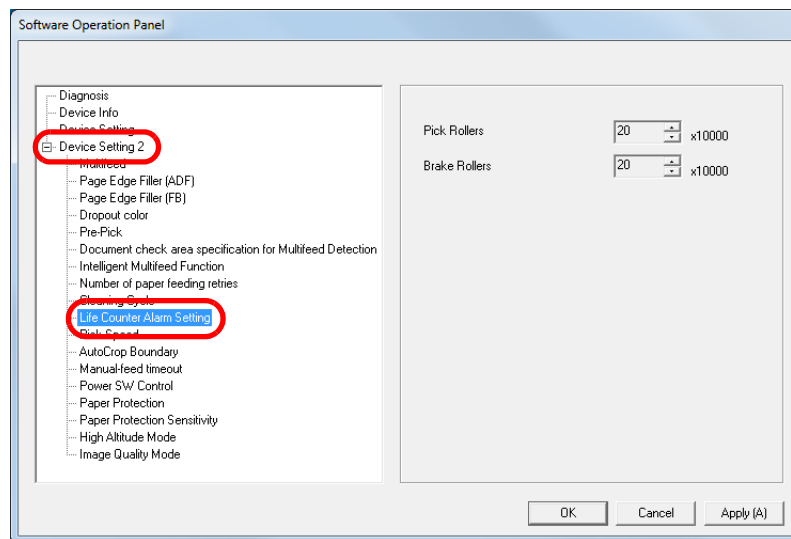 Software Operation Panel
Diagnosis
Device Info
Device Setting
Device Setting 2
Multifeed
Page Edge Filler (ADF)
Page Edge Filler (FB)
Dropout color
Pre-Pick
Document check area specification for Multifeed Detection
Intelligent Multifeed Function
Number of paper feeding retries
Cleaning Cycle
Life Counter Alarm Setting
Pick Speed
AutoCrop Boundary
Manual-feed timeout
Power SW Control
Paper Protection
Paper Protection Sensitivity
High Altitude Mode
Image Quality Mode
Pick Rollers 20 x10000
Brake Rollers 20 x10000
OK Cancel Apply (A)